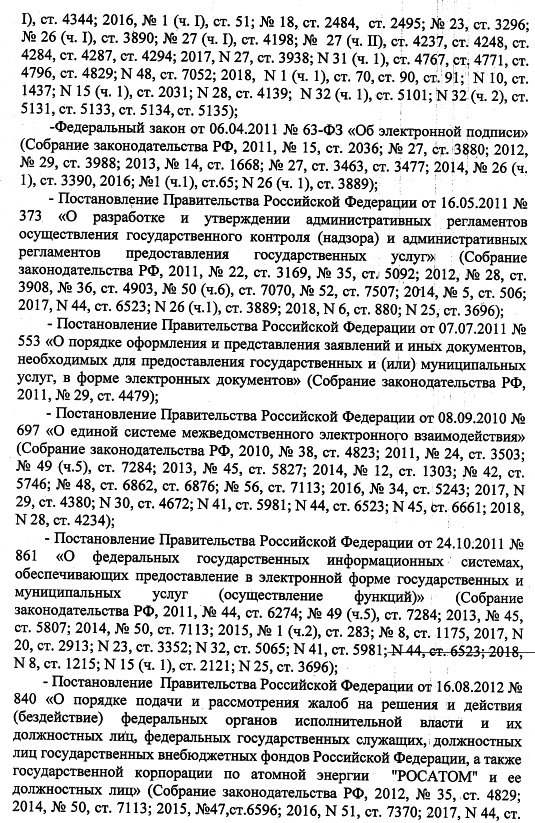 I), ст. 4344; 2016, № 1 (ч. I), ст. 51; № 18, ст. 2484, ст. 2495; № 23, ст. 3296;
№ 26 (ч. I), ст. 3890; № 27 (ч. I), ст. 4198; № 27 (ч. II), ст. 4237, ст. 4248, ст.
4284, ст. 4287, ст. 4294; 2017, N 27, ст. 3938; N 31 (ч. 1), ст. 4767, ст. 4771, ст.
4796, ст. 4829; N 48, ст. 7052; 2018, N 1 (ч. 1), ст. 70, ст. 90, ст. 91; N 10, ст.
1437; N 15 (ч. 1), ст. 2031; N 28, ст. 4139; N 32 (ч. 1), ст. 5101; N 32 (ч. 2), ст.
5131, ст. 5133, ст. 5134, ст. 5135);
-Федеральный закон от 06.04.2011 № 63-ФЗ «Об электронной подписи»
(Собрание законодательства РФ, 2011, № 15, ст. 2036; № 27, ст. 3880; 2012,
№ 29, ст. 3988; 2013, № 14, ст. 1668; № 27, ст. 3463, ст. 3477; 2014, № 26 (ч.
1), ст. 3390, 2016; №1 (ч.1), ст.65; N 26 (ч. 1), ст. 3889);
- Постановление Правительства Российской Федерации от 16.05.2011 №
373 «О разработке и утверждении административных регламентов
осуществления государственного контроля (надзора) и административных
регламентов предоставления государственных услуг» (Собрание
законодательства РФ, 2011, № 22, ст. 3169, № 35, ст. 5092; 2012, № 28, ст.
3908, № 36, ст. 4903, № 50 (ч.6), ст. 7070, № 52, ст. 7507; 2014, № 5, ст. 506;
2017, N 44, ст. 6523; N 26 (ч.1), ст. 3889; 2018, N 6, ст. 880; N 25, ст. 3696);
- Постановление Правительства Российской Федерации от 07.07.2011 №
553 «О порядке оформления и представления заявлений и иных документов,
необходимых для предоставления государственных и (или) муниципальных
услуг, в форме электронных документов» (Собрание законодательства РФ,
2011, № 29, ст. 4479);
- Постановление Правительства Российской Федерации от 08.09.2010 №
697 «О единой системе межведомственного электронного взаимодействия»
(Собрание законодательства РФ, 2010, № 38, ст. 4823; 2011, № 24, ст. 3503;
№ 49 (ч.5), ст. 7284; 2013, № 45, ст. 5827; 2014, № 12, ст. 1303; № 42, ст.
5746; № 48, ст. 6862, ст. 6876; № 56, ст. 7113; 2016, № 34, ст. 5243; 2017, N
29, ст. 4380; N 30, ст. 4672; N 41, ст. 5981; N 44, ст. 6523; N 45, ст. 6661; 2018,
N 28, ст. 4234);
- Постановление Правительства Российской Федерации от 24.10.2011 №
861 «О федеральных государственных информационных системах,
обеспечивающих предоставление в электронной форме государственных и
муниципальных услуг (осуществление функций)» (Собрание
законодательства РФ, 2011, № 44, ст. 6274; № 49 (ч.5), ст. 7284; 2013, № 45,
ст. 5807; 2014, № 50, ст. 7113; 2015, № 1 (ч.2), ст. 283; № 8, ст. 1175, 2017, N
20, ст. 2913; N 23, ст. 3352; N 32, ст. 5065; N 41, ст. 5981; N 44, ст. 6523; 2018,
N 8, ст. 1215; N 15 (ч. 1), ст. 2121; N 25, ст. 3696);
- Постановление Правительства Российской Федерации от 16.08.2012 №
840 «О порядке подачи и рассмотрения жалоб на решения и действия
(бездействие) федеральных органов исполнительной власти и их
должностных лиц, федеральных государственных служащих, должностных
лиц государственных внебюджетных фондов Российской Федерации, а также
государственной корпорации по атомной энергии "РОСАТОМ" и ее
должностных лиц» (Собрание законодательства РФ, 2012, № 35, ст. 4829;
2014, № 50, ст. 7113; 2015, №47,ст.6596; 2016, N 51, ст. 7370; 2017, N 44, ст.